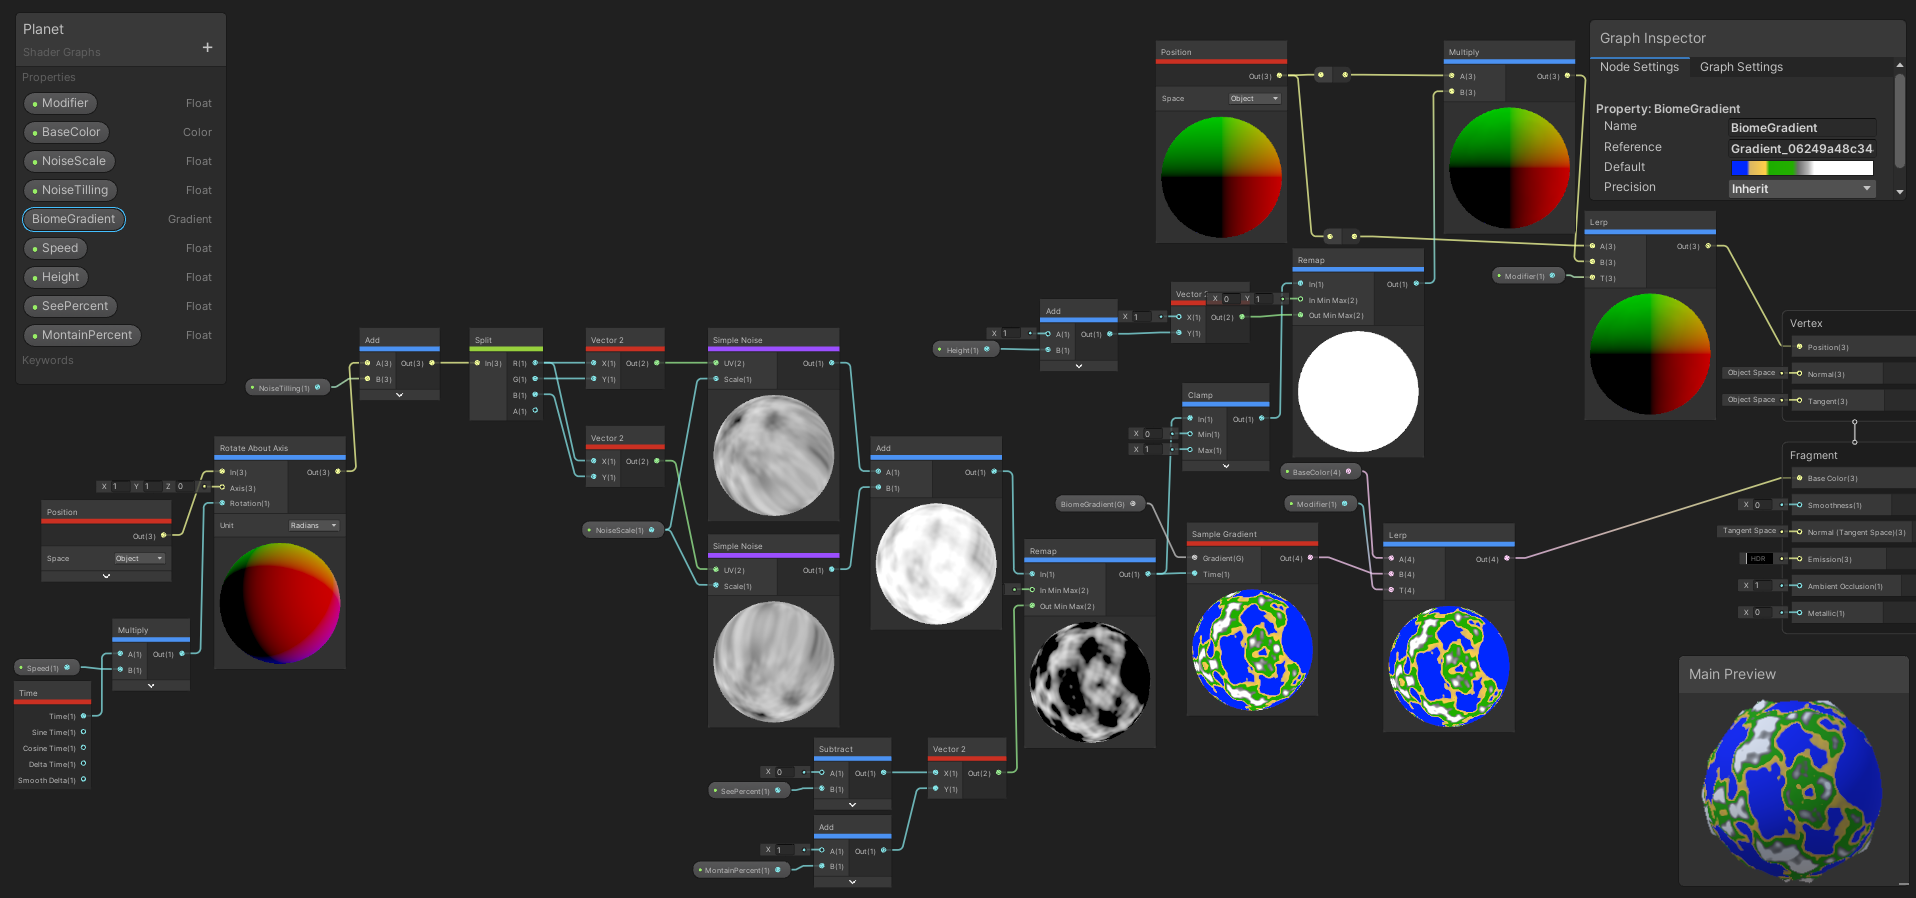 Planet
Shader Graphs
+
Properties
Modifier Float
BaseColor Color
NoiseScale Float
NoiseTilling Float
BiomeGradient Gradient
Speed Float
Height Float
SeePercent Float
MontainPercent Float
Keywords
Graph Inspector
Node Settings Graph Settings
Property: BiomeGradient
Name BiomeGradient
Reference Gradient_06249a48c34
Default
Precision Inherit
Position
Out(3)
Space Object
Multiply
A(3) Out(3)
B(3)
Lerp
A(3) Out(3)
B(3)
T(3)
Modifier(1)
Remap
In(1) Out(1)
In Min Max(2)
Out Min Max(2)
X 0 Y 1
Vector
X 1
X(1) Out(2)
Y(1)
Add
X 1
A(1) Out(1)
B(1)
Height(1)
Clamp
In(1) Out(1)
X 0 Min(1)
X 1 Max(1)
Vertex
Position(3)
Object Space Normal(3)
Object Space Tangent(3)
Fragment
Base Color(3)
X 0 Smoothness(1)
Tangent Space Normal (Tangent Space)(3)
HDR Emission(3)
X 1 Ambient Occlusion(1)
X 0 Metallic(1)
NoiseTilling(1)
Add
A(3) Out(3)
B(3)
Split
In(3) R(1)
G(1)
B(1)
A(1)
Vector 2
X(1) Out(2)
Y(1)
Vector 2
X(1) Out(2)
Y(1)
NoiseScale(1)
Simple Noise
UV(2) Out(1)
Scale(1)
Simple Noise
UV(2) Out(1)
Scale(1)
Add
A(1) Out(1)
B(1)
Rotate About Axis
In(3) Out(3)
X 1 Y 1 Z 0 Axis(3)
Rotation(1)
Unit Radians
Position
Out(3)
Space Object
Multiply
A(1) Out(1)
B(1)
Speed(1)
Time
Time(1)
Sine Time(1)
Cosine Time(1)
Delta Time(1)
Smooth Delta(1)
BiomeGradient(G)
BaseColor(4)
Modifier(1)
Remap
In(1) Out(1)
In Min Max(2)
Out Min Max(2)
Sample Gradient
Gradient(G) Out(4)
Time(1)
Lerp
A(4) Out(4)
B(4)
T(4)
Subtract
X 0 A(1) Out(1)
SeePercent(1) B(1)
Vector 2
X(1) Out(2)
Y(1)
Add
X 1 A(1) Out(1)
MontainPercent(1) B(1)
Main Preview